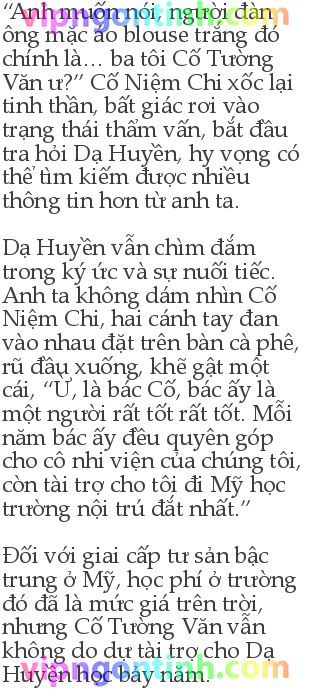 “Anh muốn nói, người đàn
ông mặc áo blouse trắng đó
chính là… ba tôi Cố Tường
Văn ư?” Cố Niệm Chi xốc lại
tinh thần, bất giác rơi vào
trạng thái thẩm vấn, bắt đầu
tra hỏi Dạ Huyền, hy vọng có
thể tìm kiếm được nhiều
thông tin hơn từ anh ta.
Dạ Huyền vẫn chìm đắm
trong ký ức và sự nuối tiếc.
Anh ta không dám nhìn Cố
Niệm Chi, hai cánh tay đan
vào nhau đặt trên bàn cà phê,
rũ đầu xuống, khẽ gật một
cái, “Ừ, là bác Cố, bác ấy là
một người rất tốt rất tốt. Mỗi
năm bác ấy đều quyên góp
cho cô nhi viện của chúng tôi,
còn tài trợ cho tôi đi Mỹ học
trường nội trú đắt nhất.”
Đối với giai cấp tư sản bậc
trung ở Mỹ, học phí ở trường
đó đã là mức giá trên trời,
nhưng Cố Tường Văn vẫn
không do dự tài trợ cho Dạ
Huyền học bảy năm.
vipngontinh.com
vipngontinh.com